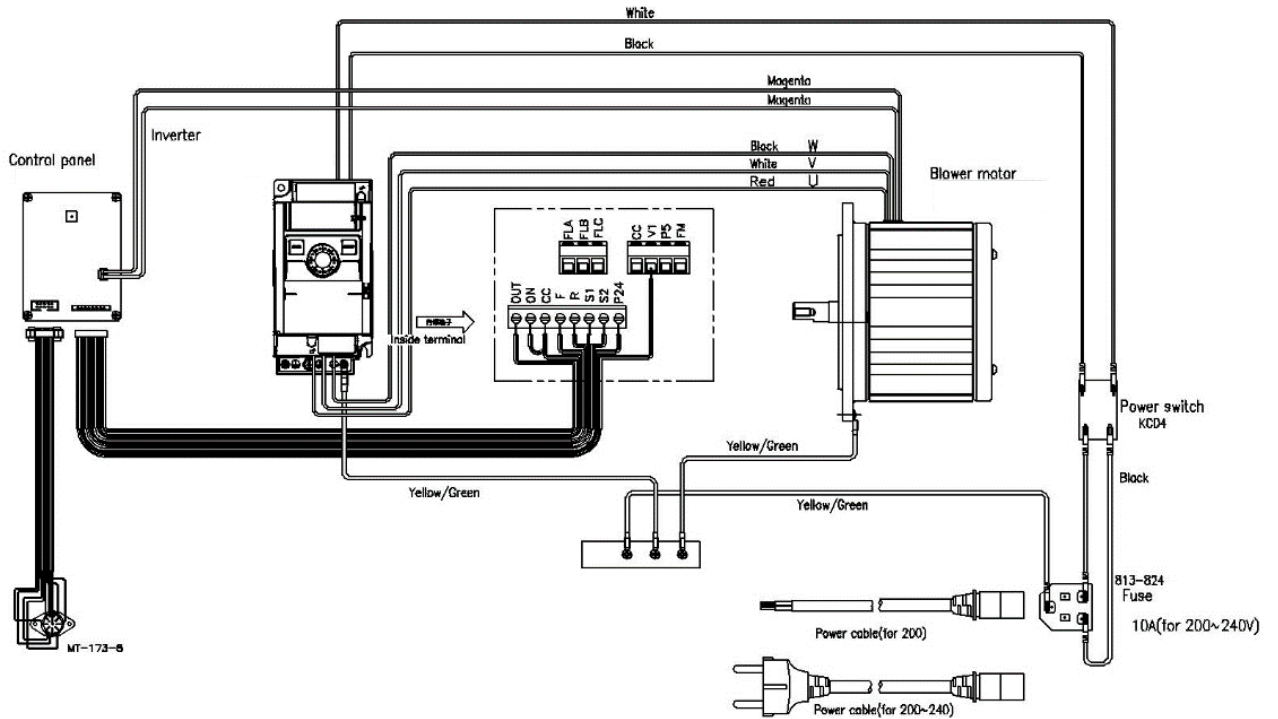 White
Black
Magenta
Magenta
Inverter
Control panel
Black W
White V
Red U
Blower motor
FLA
FLB
FLC
CC
V1
P5
FM
OUT
ON
CC
F
R
S1
S2
P24
Inside terminal
Power switch
KCD4
Yellow/Green
Black
Yellow/Green
Yellow/Green
813-824
Fuse
10A(for 200~240V)
Power cable(for 200)
MT-173-8
Power cable(for 200~240)